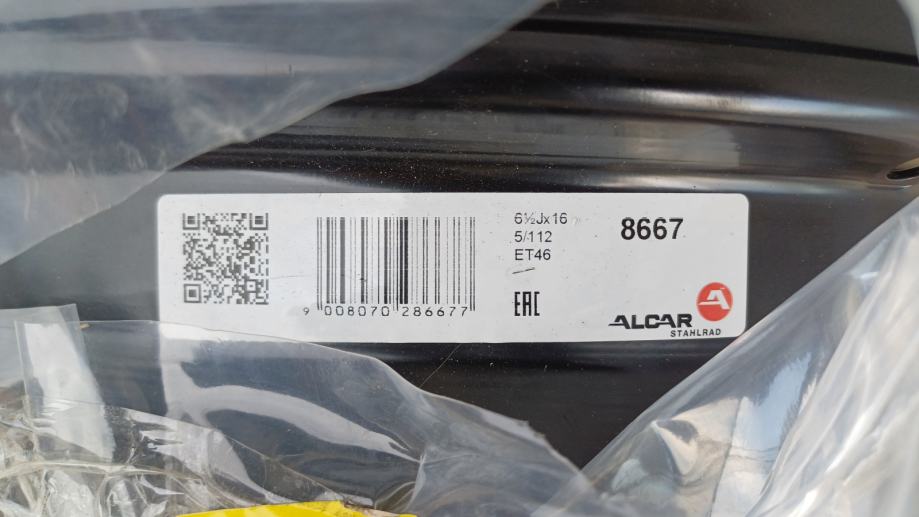 6½Jx16
5/112
ET46
8667
9 008070 286677
EAC
ALCAR
STAHLRAD